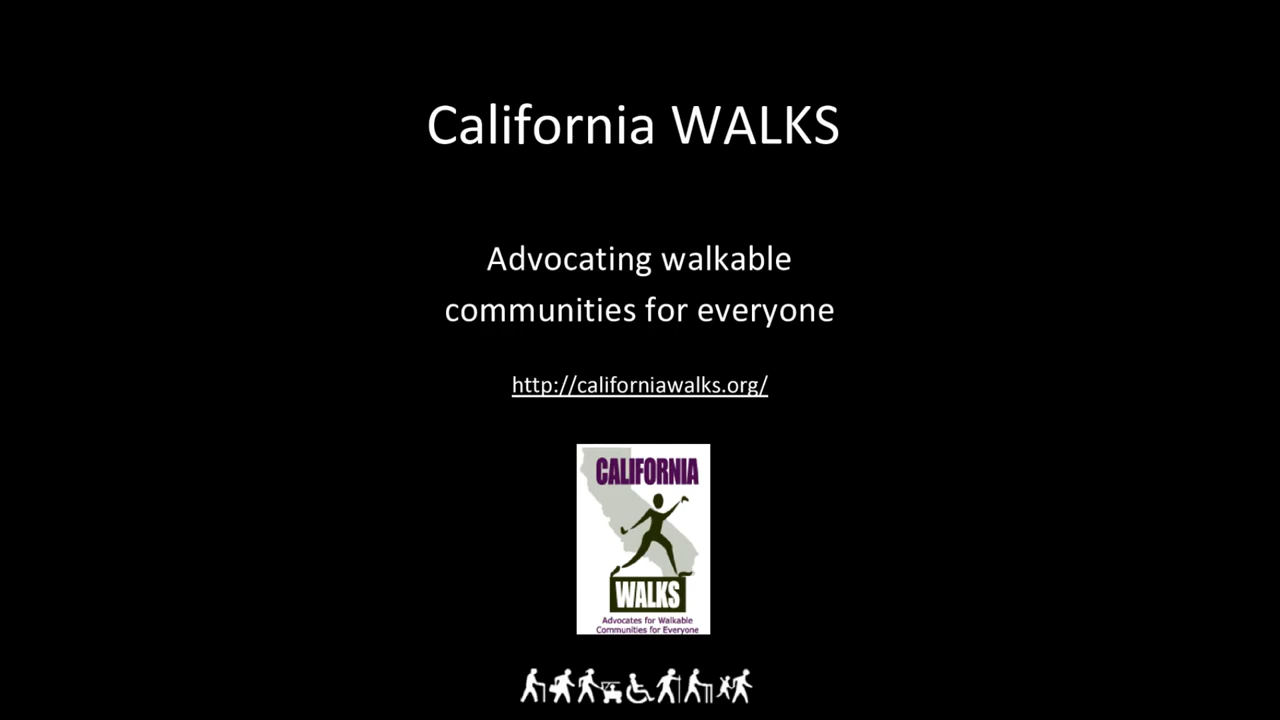 California WALKS
Advocating walkable
communities for everyone
http://californiawalks.org/
CALIFORNIA
WALKS
Advocates for Walkable
Communities for Everyone